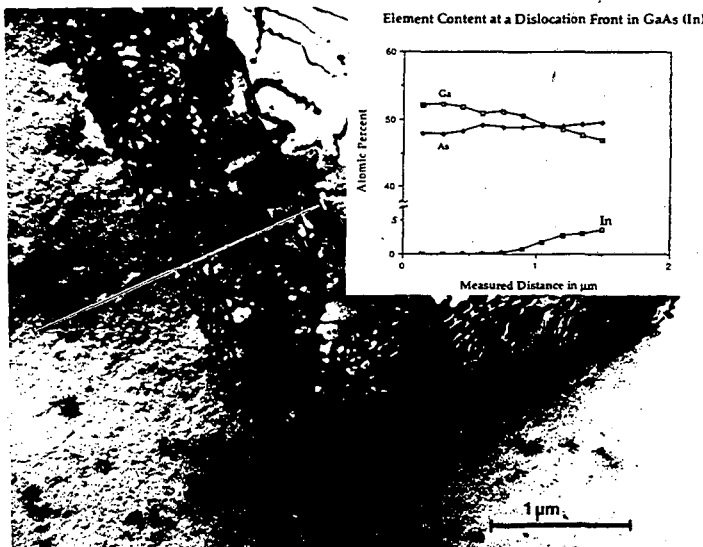 Element Content at a Dislocation Front in GaAs (In)
60
Ga
50
As
Atomic Percent
40
5
In
0
0
1
2
Measured Distance in µm
1 µm